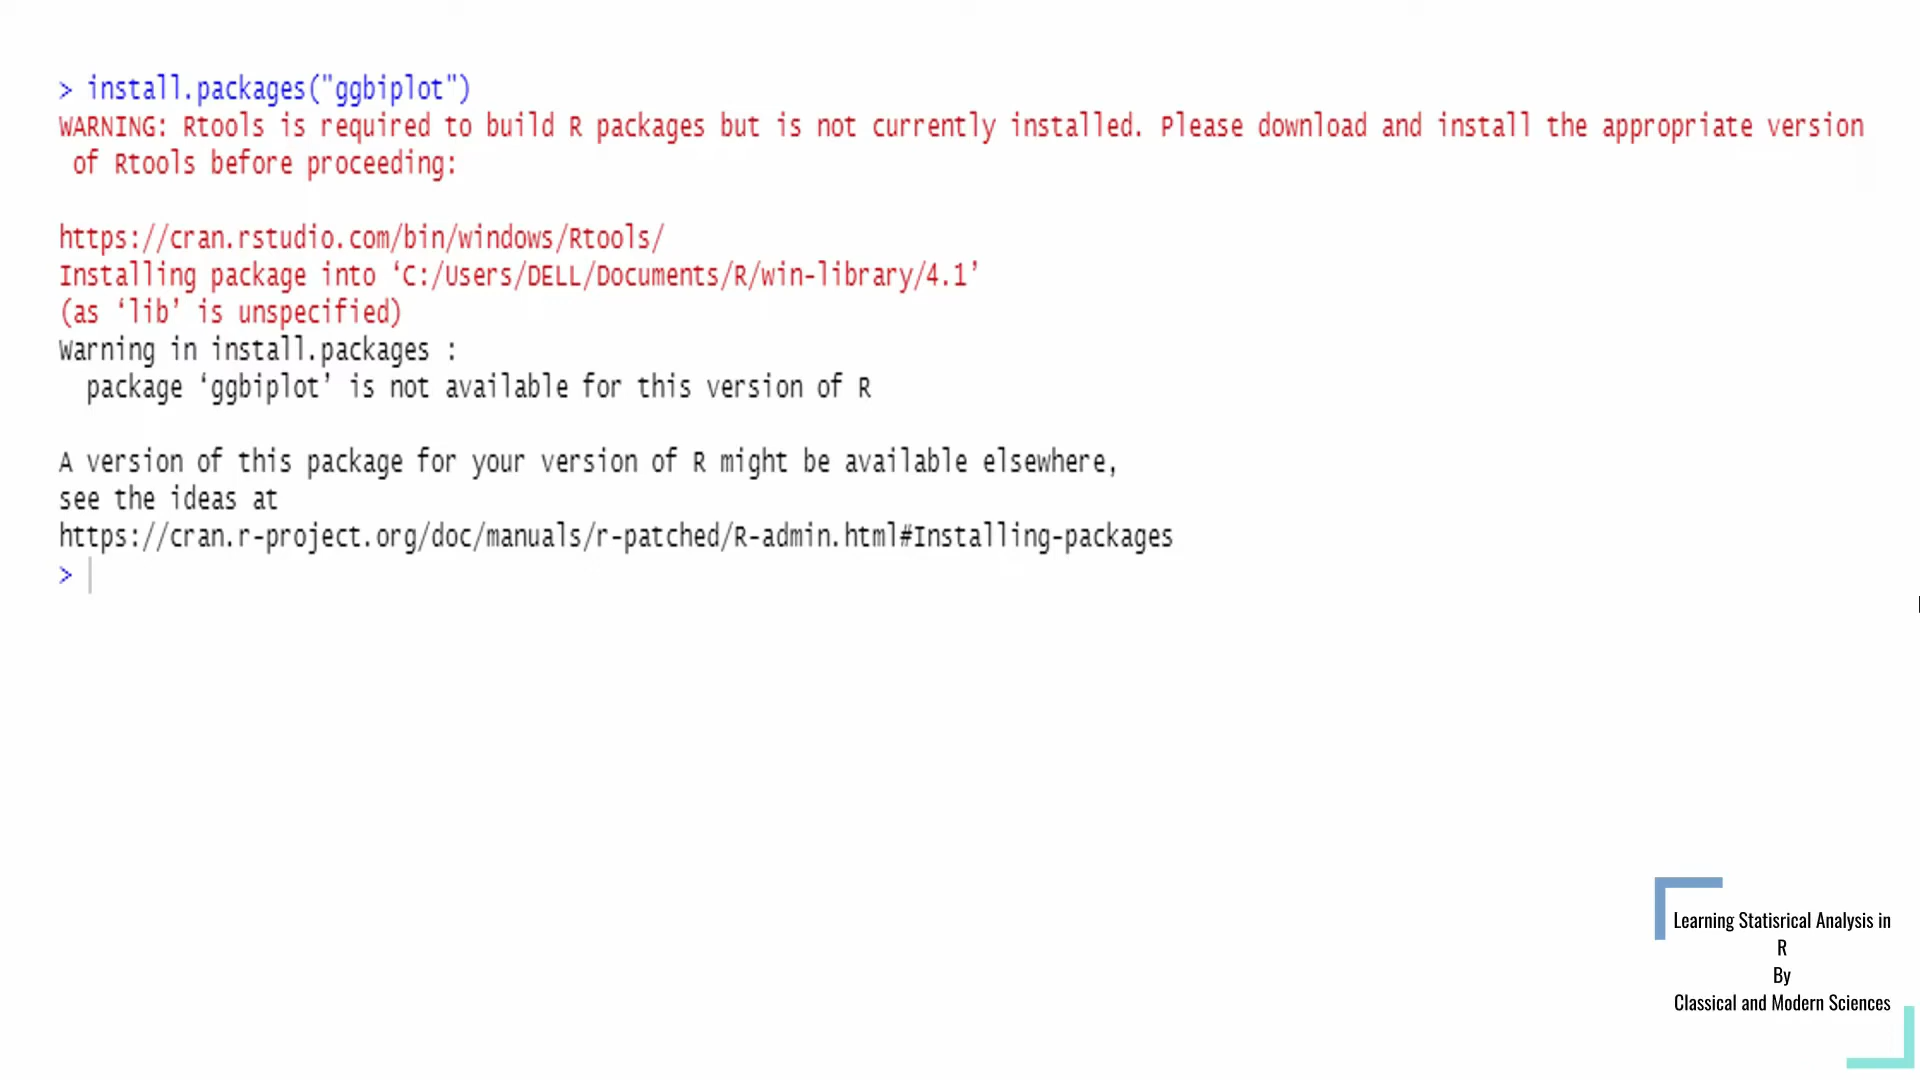 > install.packages("ggbiplot")
WARNING: Rtools is required to build R packages but is not currently installed. Please download and install the appropriate version
of Rtools before proceeding:
https://cran.rstudio.com/bin/windows/Rtools/
Installing package into ‘C:/Users/DELL/Documents/R/win-library/4.1’
(as ‘lib’ is unspecified)
Warning in install.packages :
package ‘ggbiplot’ is not available for this version of R
A version of this package for your version of R might be available elsewhere,
see the ideas at
https://cran.r-project.org/doc/manuals/r-patched/R-admin.html#Installing-packages
>
Learning Statisrical Analysis in
R
By
Classical and Modern Sciences